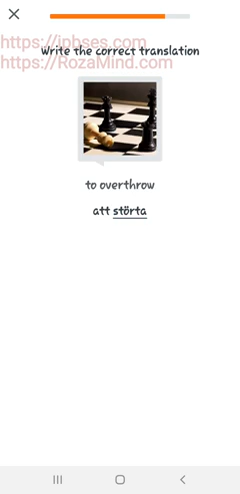 https://ipbses.com
Write the correct translation
https://RozaMind.com
to overthrow
att störta